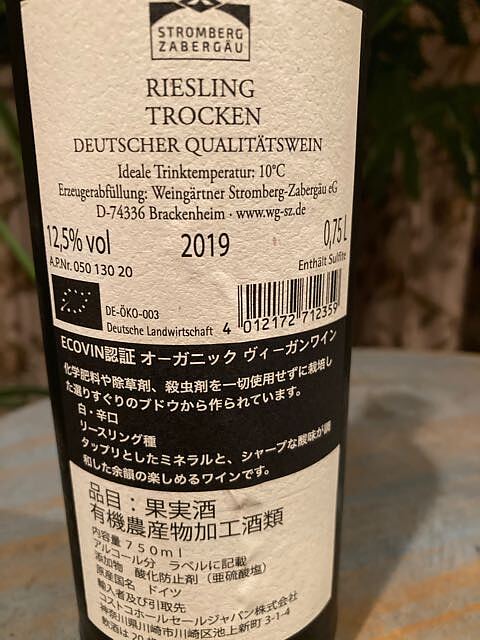 STROMBERG
ZABERGÄU
RIESLING
TROCKEN
DEUTSCHER QUALITÄTSWEIN
Ideale Trinktemperatur: 10°C
Erzeugerabfüllung: Weingärtner Stromberg-Zabergäu eG
D-74336 Brackenheim · www.wg-sz.de
12,5% vol 2019 0,75 L
A.P.Nr. 050 130 20 Enthält Sulfite
DE-ÖKO-003
Deutsche Landwirtschaft
4 012172 712359
ECOVIN認証 オーガニック ヴィーガンワイン
化学肥料や除草剤、殺虫剤を一切使用せずに栽培し
た選りすぐりのブドウから作られています。
白・辛口
リースリング種
タップリとしたミネラルと、シャープな酸味が調
和した余韻の楽しめるワインです。
品目：果実酒
有機農産物加工酒類
内容量 750ml
アルコール分 ラベルに記載
添加物 酸化防止剤（亜硫酸塩）
原産国名 ドイツ
輸入者及び引取先
コストコホールセールジャパン株式会社
神奈川県川崎市川崎区池上新町3-1-4
飲酒は20